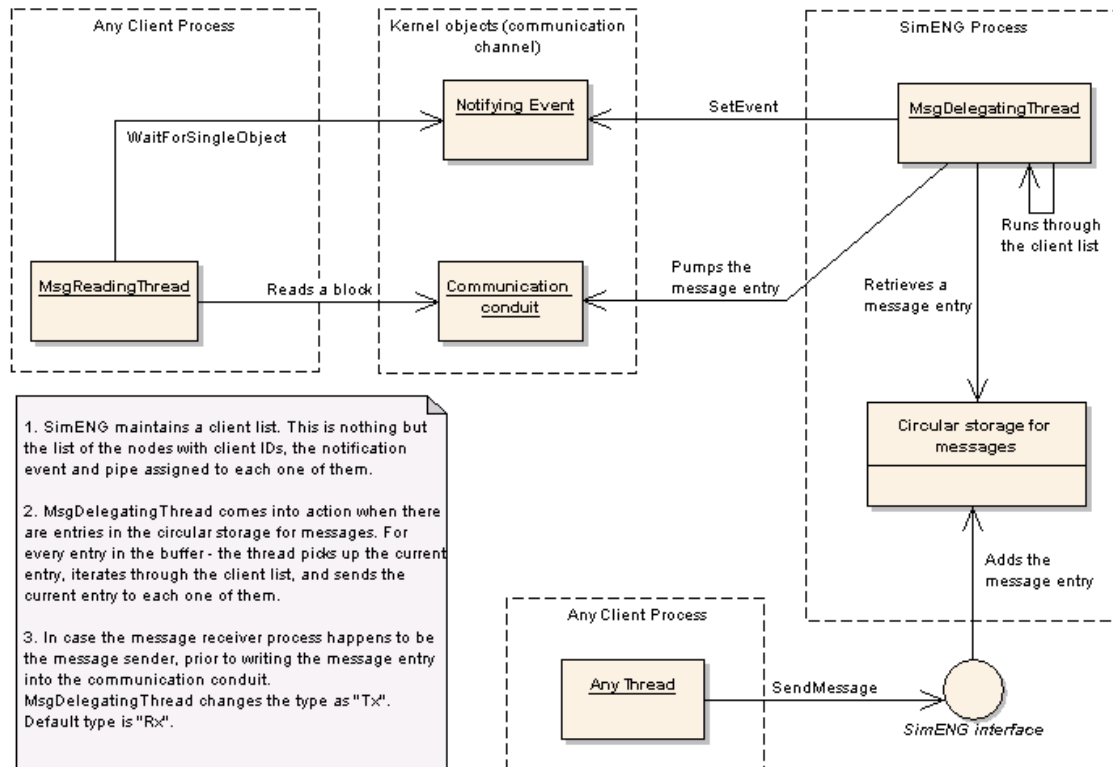 Any Client Process
Kernel objects (communication
channel)
SimENG Process
Notifying Event
SetEvent
MsgDelegatingThread
WaitForSingleObject
Runs through
the client list
MsgReadingThread
Reads a block
Communication
conduit
Pumps the
message entry
Retrieves a
message entry
Circular storage for
messages
1. SimENG maintains a client list. This is nothing but
the list of the nodes with client IDs, the notification
event and pipe assigned to each one of them.
2. MsgDelegatingThread comes into action when there
are entries in the circular storage for messages. For
every entry in the buffer - the thread picks up the current
entry, iterates through the client list, and sends the
current entry to each one of them.
3. In case the message receiver process happens to be
the message sender, prior to writing the message entry
into the communication conduit.
MsgDelegatingThread changes the type as "Tx".
Default type is "Rx".
Adds the
message entry
Any Client Process
Any Thread
SendMessage
SimENG interface